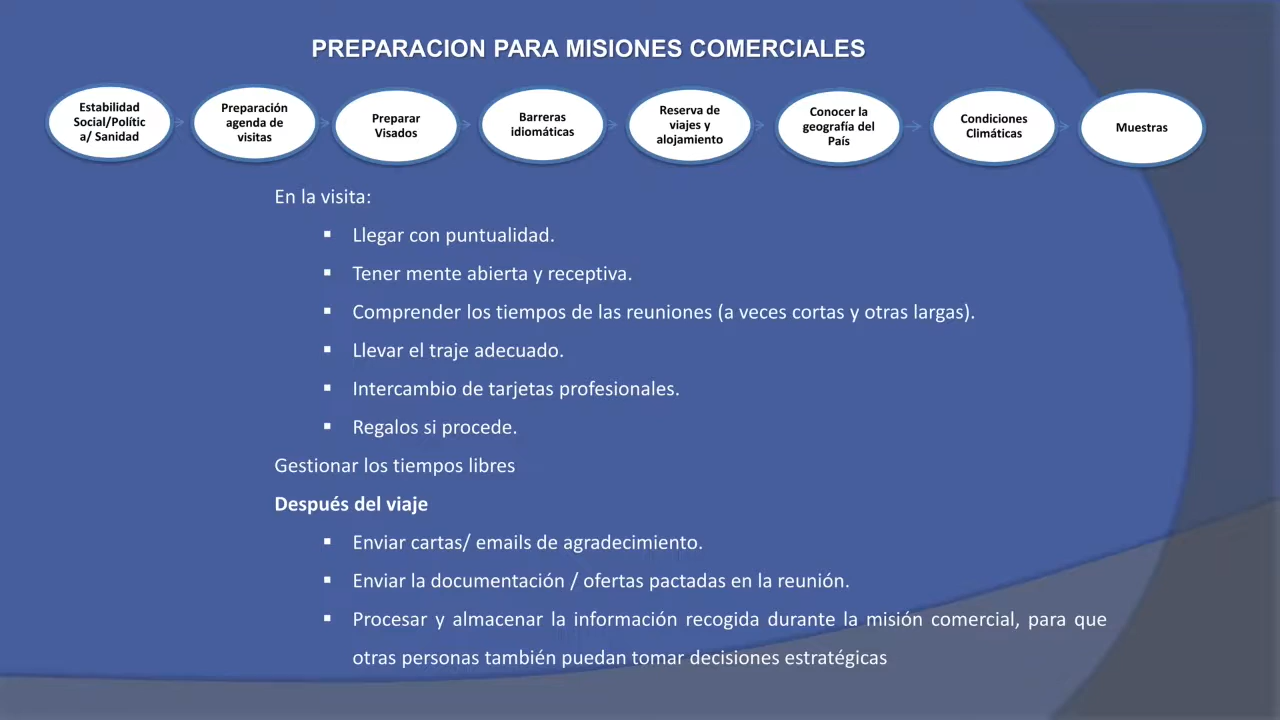 PREPARACION PARA MISIONES COMERCIALES
Estabilidad
Social/Polític
a/ Sanidad
Preparación
agenda de
visitas
Preparar
Visados
Barreras
idiomáticas
Reserva de
viajes y
alojamiento
Conocer la
geografía del
País
Condiciones
Climáticas
Muestras
En la visita:
▪ Llegar con puntualidad.
▪ Tener mente abierta y receptiva.
▪ Comprender los tiempos de las reuniones (a veces cortas y otras largas).
▪ Llevar el traje adecuado.
▪ Intercambio de tarjetas profesionales.
▪ Regalos si procede.
Gestionar los tiempos libres
Después del viaje
▪ Enviar cartas/ emails de agradecimiento.
▪ Enviar la documentación / ofertas pactadas en la reunión.
▪ Procesar y almacenar la información recogida durante la misión comercial, para que
otras personas también puedan tomar decisiones estratégicas